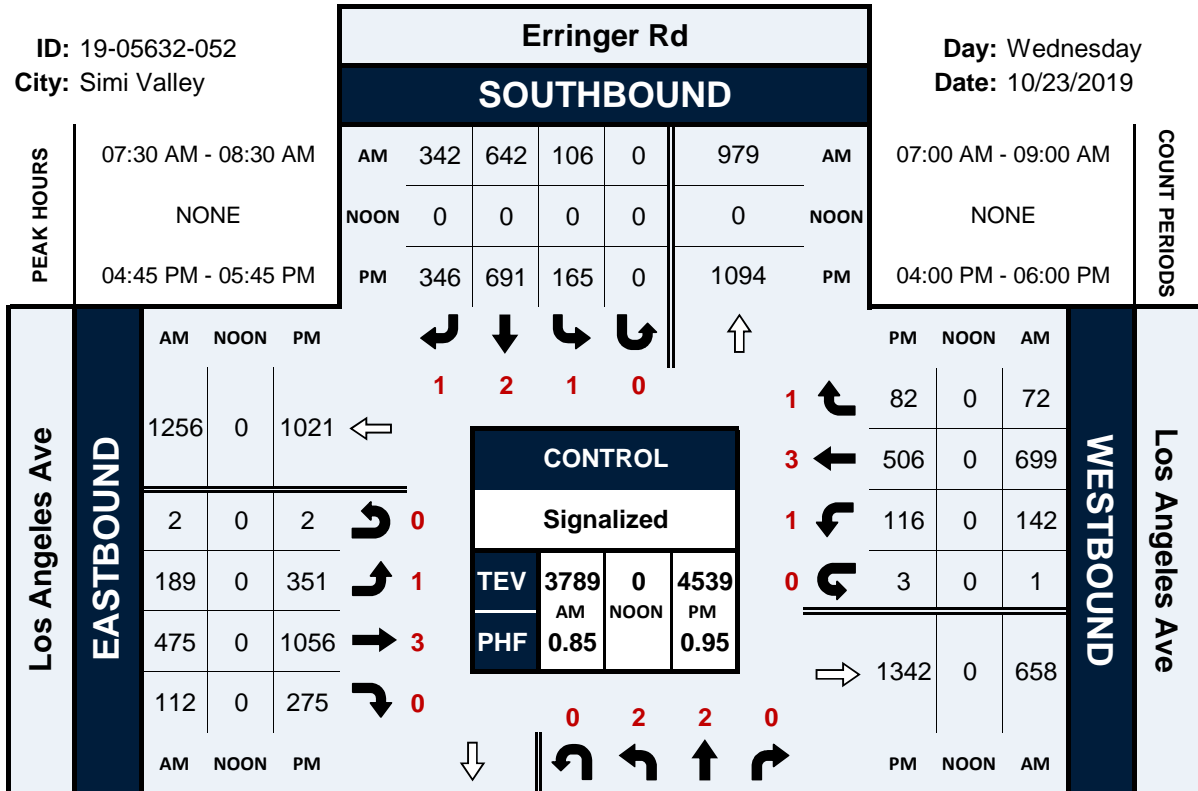 ID: 19-05632-052
City: Simi Valley
Erringer Rd
SOUTHBOUND
Day: Wednesday
Date: 10/23/2019
PEAK HOURS
07:30 AM - 08:30 AM
NONE
04:45 PM - 05:45 PM
AM 342 642 106 0 979 AM
NOON 0 0 0 0 0 NOON
PM 346 691 165 0 1094 PM
07:00 AM - 09:00 AM
NONE
04:00 PM - 06:00 PM
COUNT PERIODS
1 2 1 0
Los Angeles Ave
EASTBOUND
AM NOON PM
1256 0 1021
2 0 2 0
189 0 351 1
475 0 1056 3
112 0 275 0
AM NOON PM
CONTROL
Signalized
TEV 3789 0 4539
AM NOON PM
PHF 0.85 0.95
PM NOON AM
1 82 0 72
3 506 0 699
1 116 0 142
0 3 0 1
1342 0 658
PM NOON AM
WESTBOUND
Los Angeles Ave
0 2 2 0